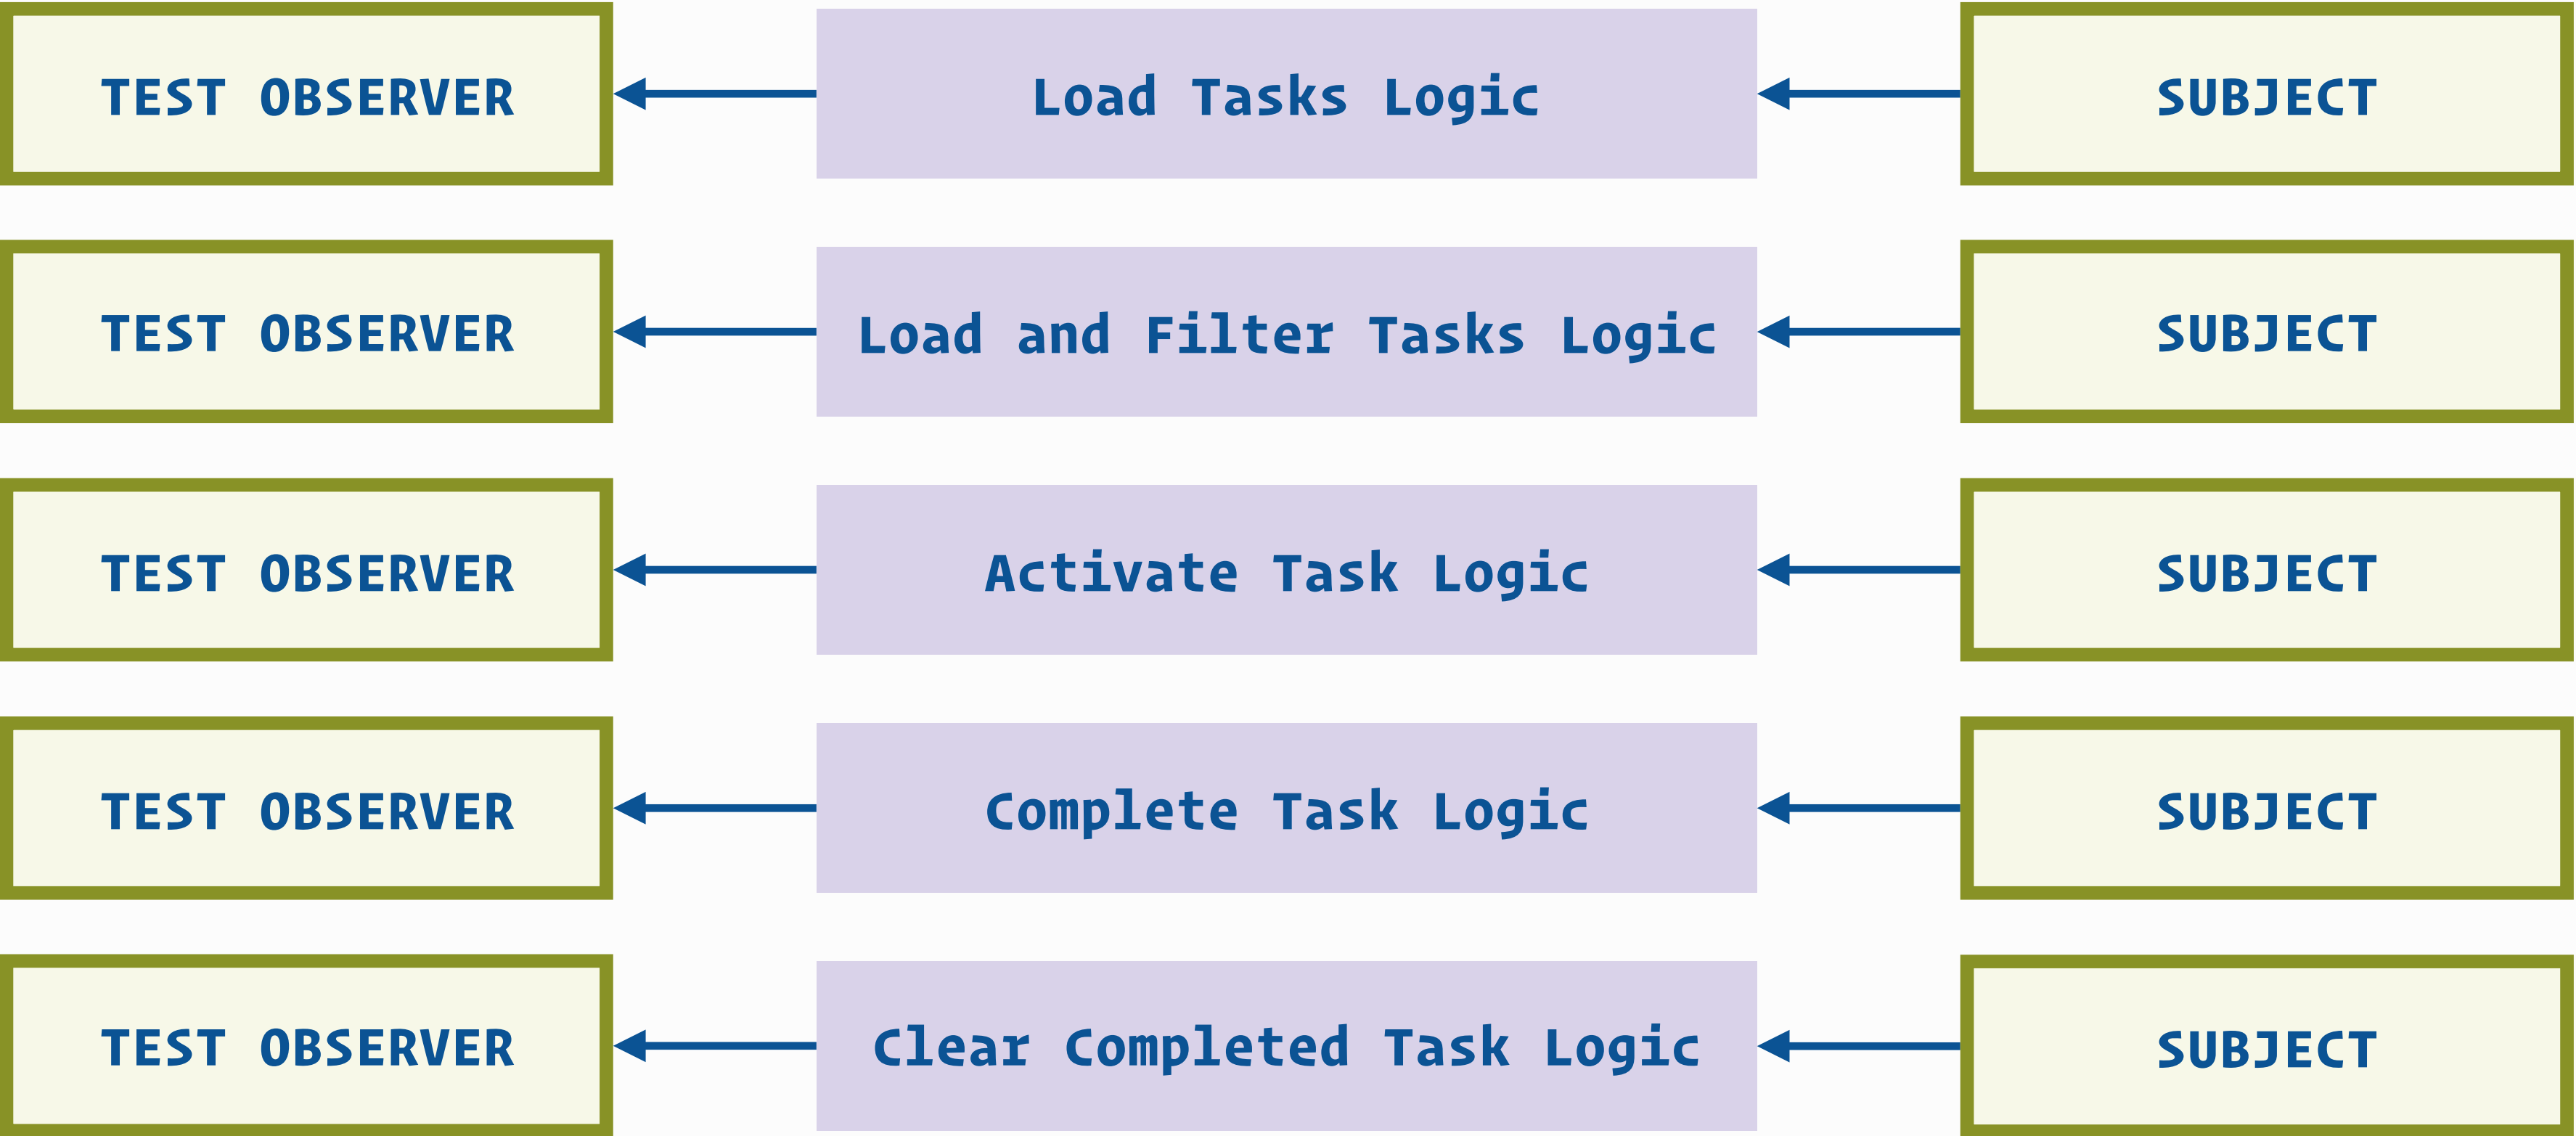 TEST OBSERVER
Load Tasks Logic
SUBJECT
TEST OBSERVER
Load and Filter Tasks Logic
SUBJECT
TEST OBSERVER
Activate Task Logic
SUBJECT
TEST OBSERVER
Complete Task Logic
SUBJECT
TEST OBSERVER
Clear Completed Task Logic
SUBJECT